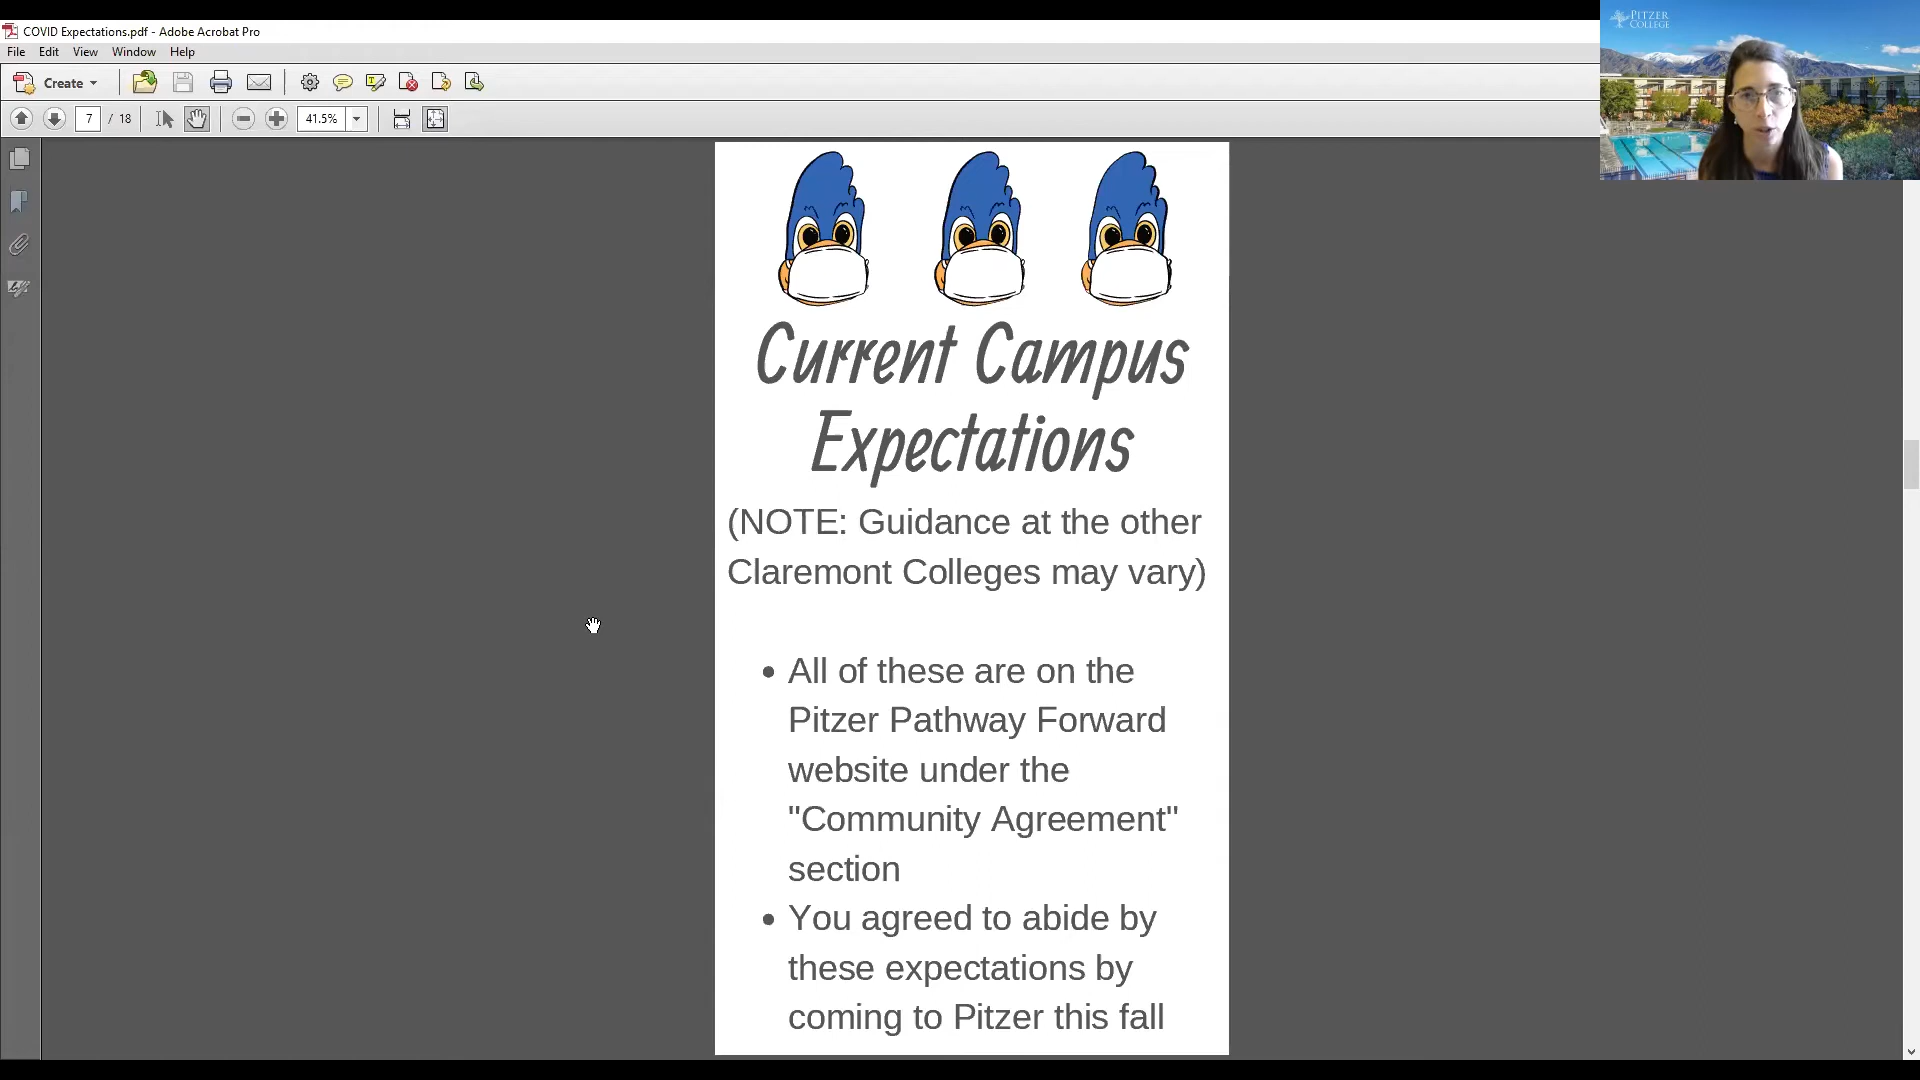 COVID Expectations.pdf - Adobe Acrobat Pro
File Edit View Window Help
Create
7 / 18 41.5%
PITZER
COLLEGE
Current Campus
Expectations
(NOTE: Guidance at the other
Claremont Colleges may vary)
• All of these are on the
Pitzer Pathway Forward
website under the
"Community Agreement"
section
• You agreed to abide by
these expectations by
coming to Pitzer this fall